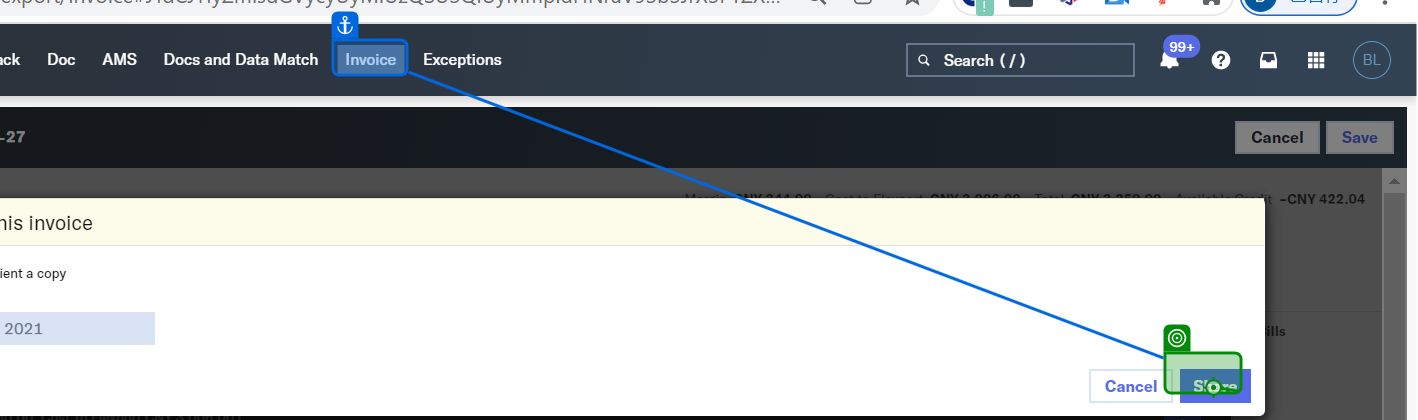 ack Doc AMS Docs and Data Match Invoice Exceptions Search (/) 99+ BL
-27 Cancel Save
-CNY 422.04
his invoice
ient a copy
2021
ills
Cancel Share